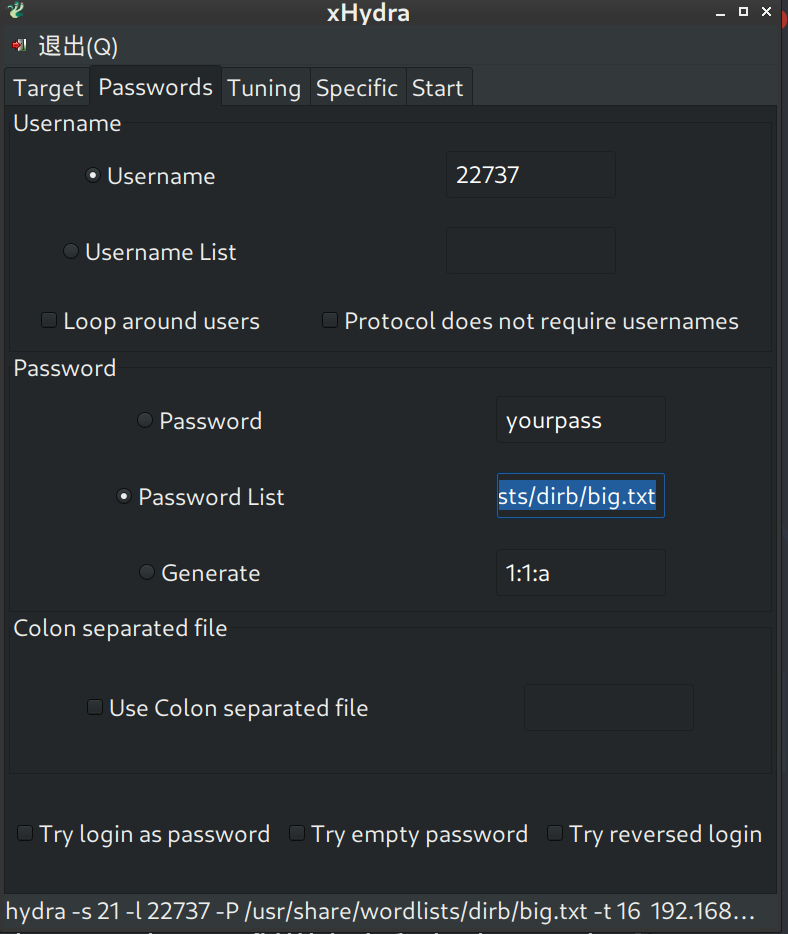 xHydra
退出(Q)
Target Passwords Tuning Specific Start
Username
Username 22737
Username List
Loop around users Protocol does not require usernames
Password
Password yourpass
Password List sts/dirb/big.txt
Generate 1:1:a
Colon separated file
Use Colon separated file
Try login as password Try empty password Try reversed login
hydra -s 21 -l 22737 -P /usr/share/wordlists/dirb/big.txt -t 16 192.168...